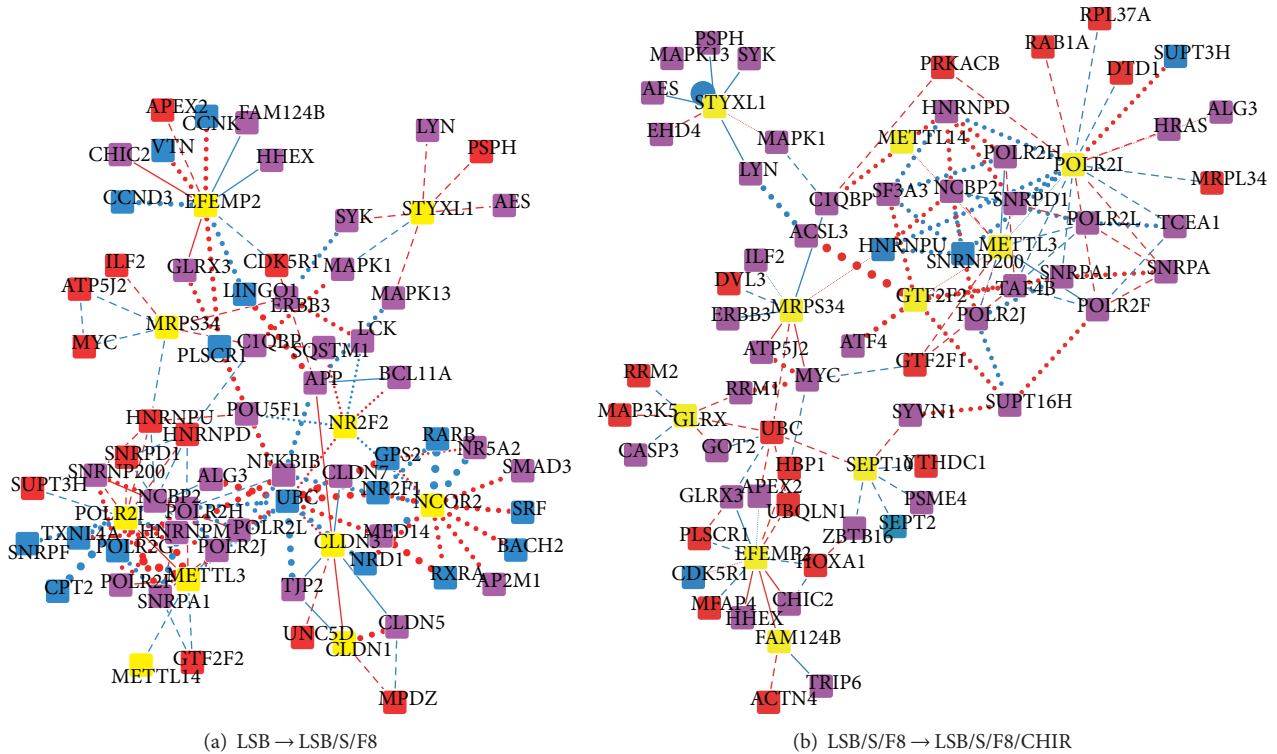 APEX2
CCNK
FAM124B
VTN
CHIC2
HHEX
CCND3
EFEMP2
LYN
PSPH
SYK
STYXL1
AES
ILF2
GLRX3
CDK5R1
MAPK1
ATP5J2
LINGO1
ERBB3
MAPK13
MRPS34
MYC
PLSCR1
C1QBP
SQSTM1
LCK
APP
BCL11A
HNRNPU
POU5F1
NR2F2
HNRNPD
SNRPD1
GPS2
RARB
SNRNP200
ALG3
NFKBIB
CLDN7
NR5A2
SUPT3H
NCBP2
UBC
NR2F1
SMAD3
POLR2I
POLR2H
NCOR2
SRF
TXNL4A
HNRNPM
POLR2L
MED14
SNRPF
POLR2G
POLR2J
CLDN3
BACH2
CPT2
POLR2F
METTL3
NRD1
RXRA
AP2M1
SNRPA1
TJP2
UNC5D
CLDN1
CLDN5
METTL14
GTF2F2
MPDZ
(a) LSB → LSB/S/F8
RPL37A
PSPH
MAPK13
SYK
RAB1A
SUPT3H
PRKACB
DTD1
AES
STYXL1
HNRNPD
ALG3
EHD4
MAPK1
METTL14
HRAS
POLR2H
POLR2I
LYN
SF3A3
NCBP2
MRPL34
C1QBP
SNRPD1
POLR2L
TCEA1
ACSL3
HNRNPU
METTL3
ILF2
SNRNP200
SNRPA1
SNRPA
DVL3
GTF2F2
TAF4B
ERBB3
MRPS34
POLR2J
POLR2F
ATP5J2
ATF4
GTF2F1
RRM2
RRM1
MYC
SUPT16H
MAP3K5
GLRX
SYVN1
UBC
CASP3
GOT2
HBP1
SEPT10
YTHDC1
GLRX3
APEX2
PSME4
UBQLN1
SEPT2
PLSCR1
ZBTB16
EFEMP2
HOXA1
CDK5R1
MFAP4
CHIC2
HHEX
FAM124B
TRIP6
ACTN4
(b) LSB/S/F8 → LSB/S/F8/CHIR